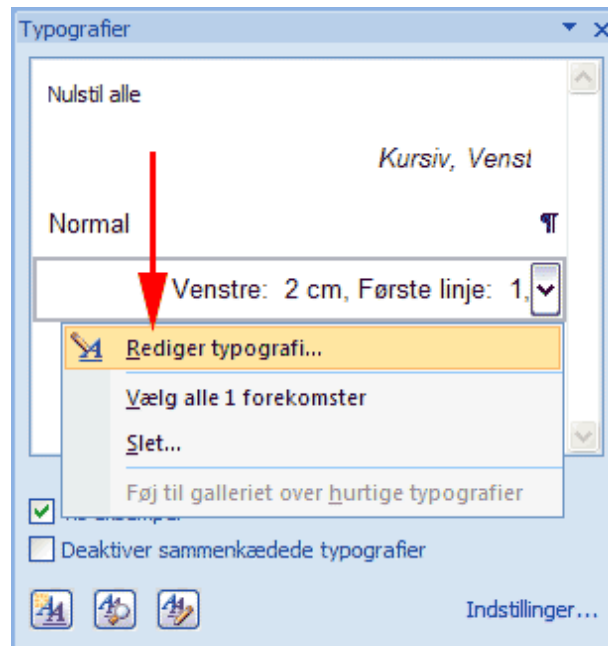 Typografier
Nulstil alle
Kursiv, Venst
Normal ¶
Venstre: 2 cm, Første linje: 1,
Rediger typografi...
Vælg alle 1 forekomster
Slet...
Føj til galleriet over hurtige typografier
Deaktiver sammenkædede typografier
Indstillinger...